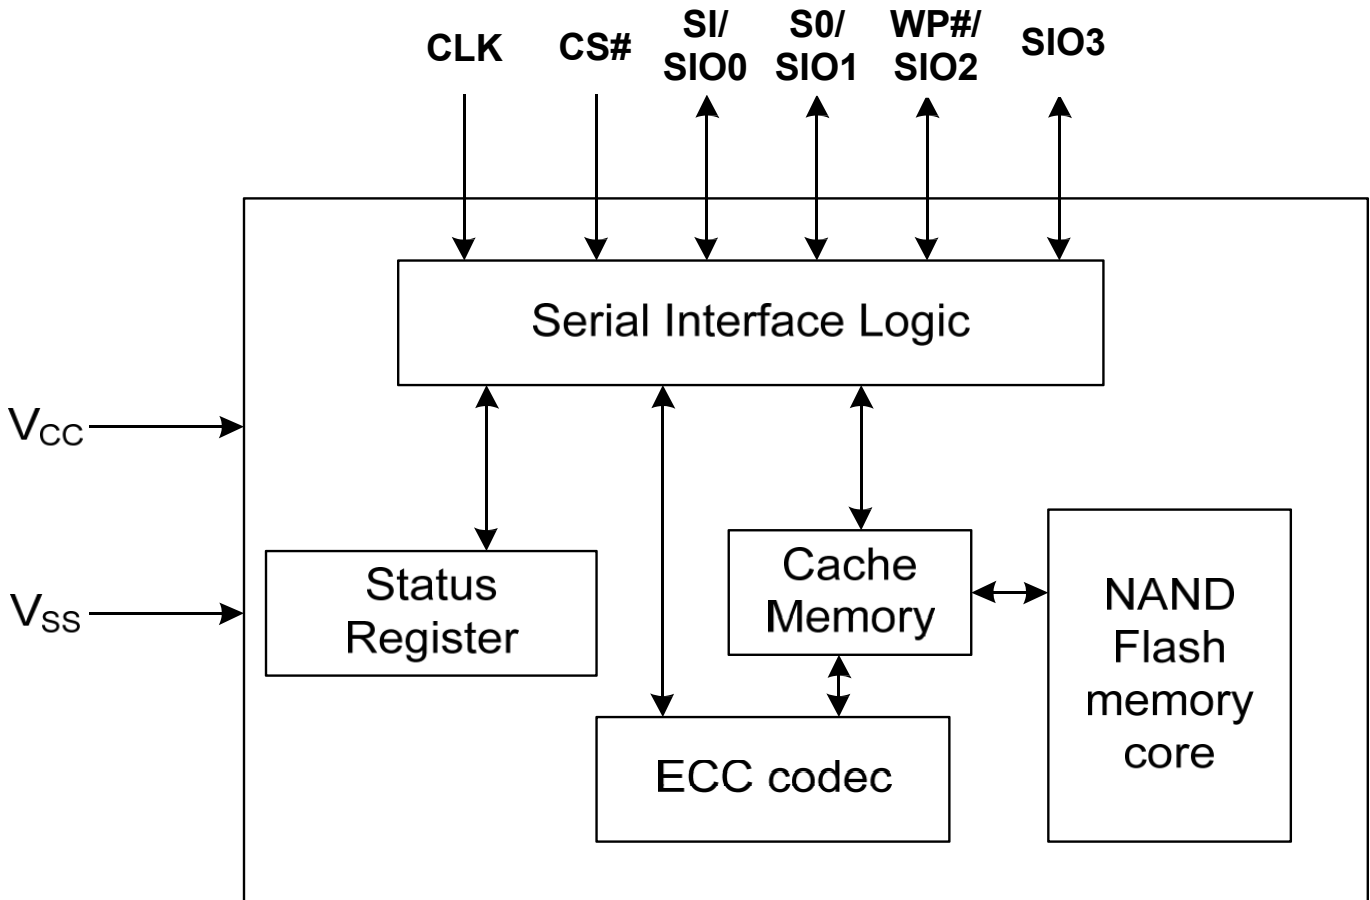 CLK
CS#
SI/
SIO0
S0/
SIO1
WP#/
SIO2
SIO3
Serial Interface Logic
VCC
VSS
Status
Register
Cache
Memory
NAND
Flash
memory
core
ECC codec